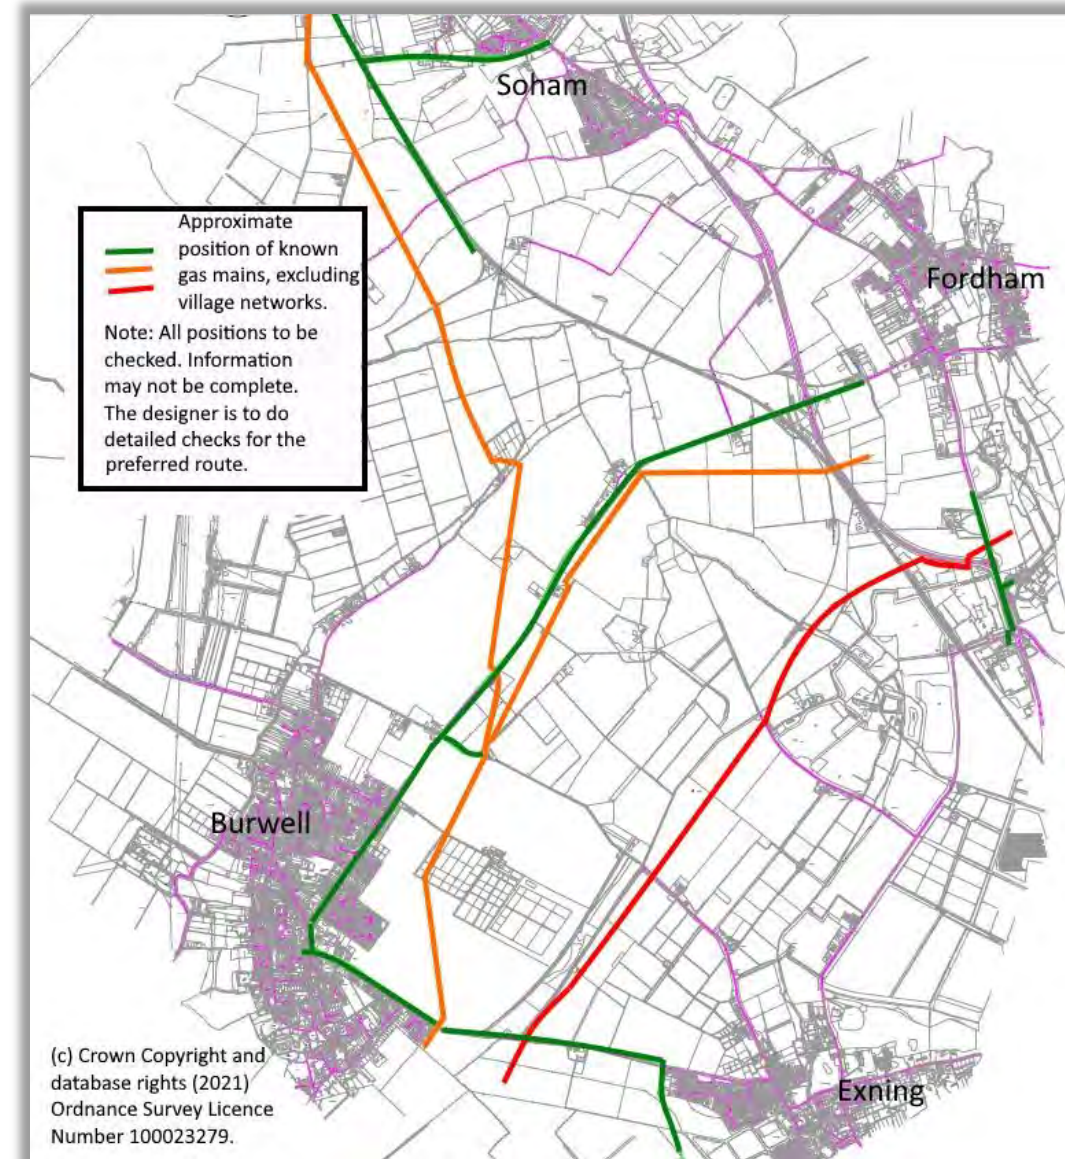 Soham
Approximate
position of known
gas mains, excluding
village networks.
Note: All positions to be
checked. Information
may not be complete.
The designer is to do
detailed checks for the
preferred route.
Fordham
Burwell
Exning
(c) Crown Copyright and
database rights (2021)
Ordnance Survey Licence
Number 100023279.